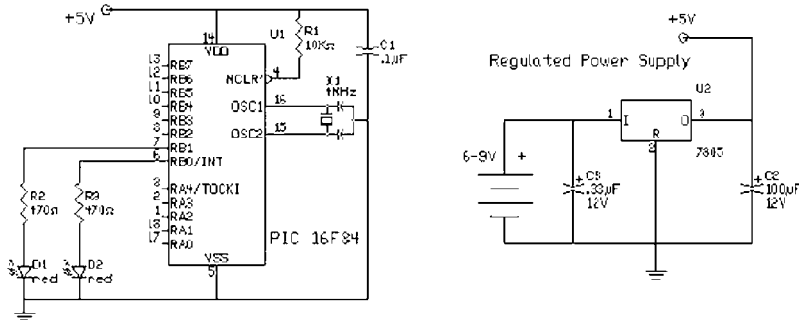 +5V
14
VDD
U1
R1
10KΩ
C1
.1µF
13 RB7
12 RB6
11 RB5
10 RB4
9 RB3
8 RB2
7 RB1
6 RB0/INT
3 RA4/TOCKI
2 RA3
1 RA2
18 RA1
17 RA0
4
MCLR'
OSC1 16
OSC2 15
X1
4MHz
VSS
5
PIC 16F84
R2
470Ω
R3
470Ω
D1
red
D2
red
+5V
Regulated Power Supply
U2
1 I
O 3
R
2
7805
6-9V +
+ C3
.33µF
12V
+ C2
100µF
12V